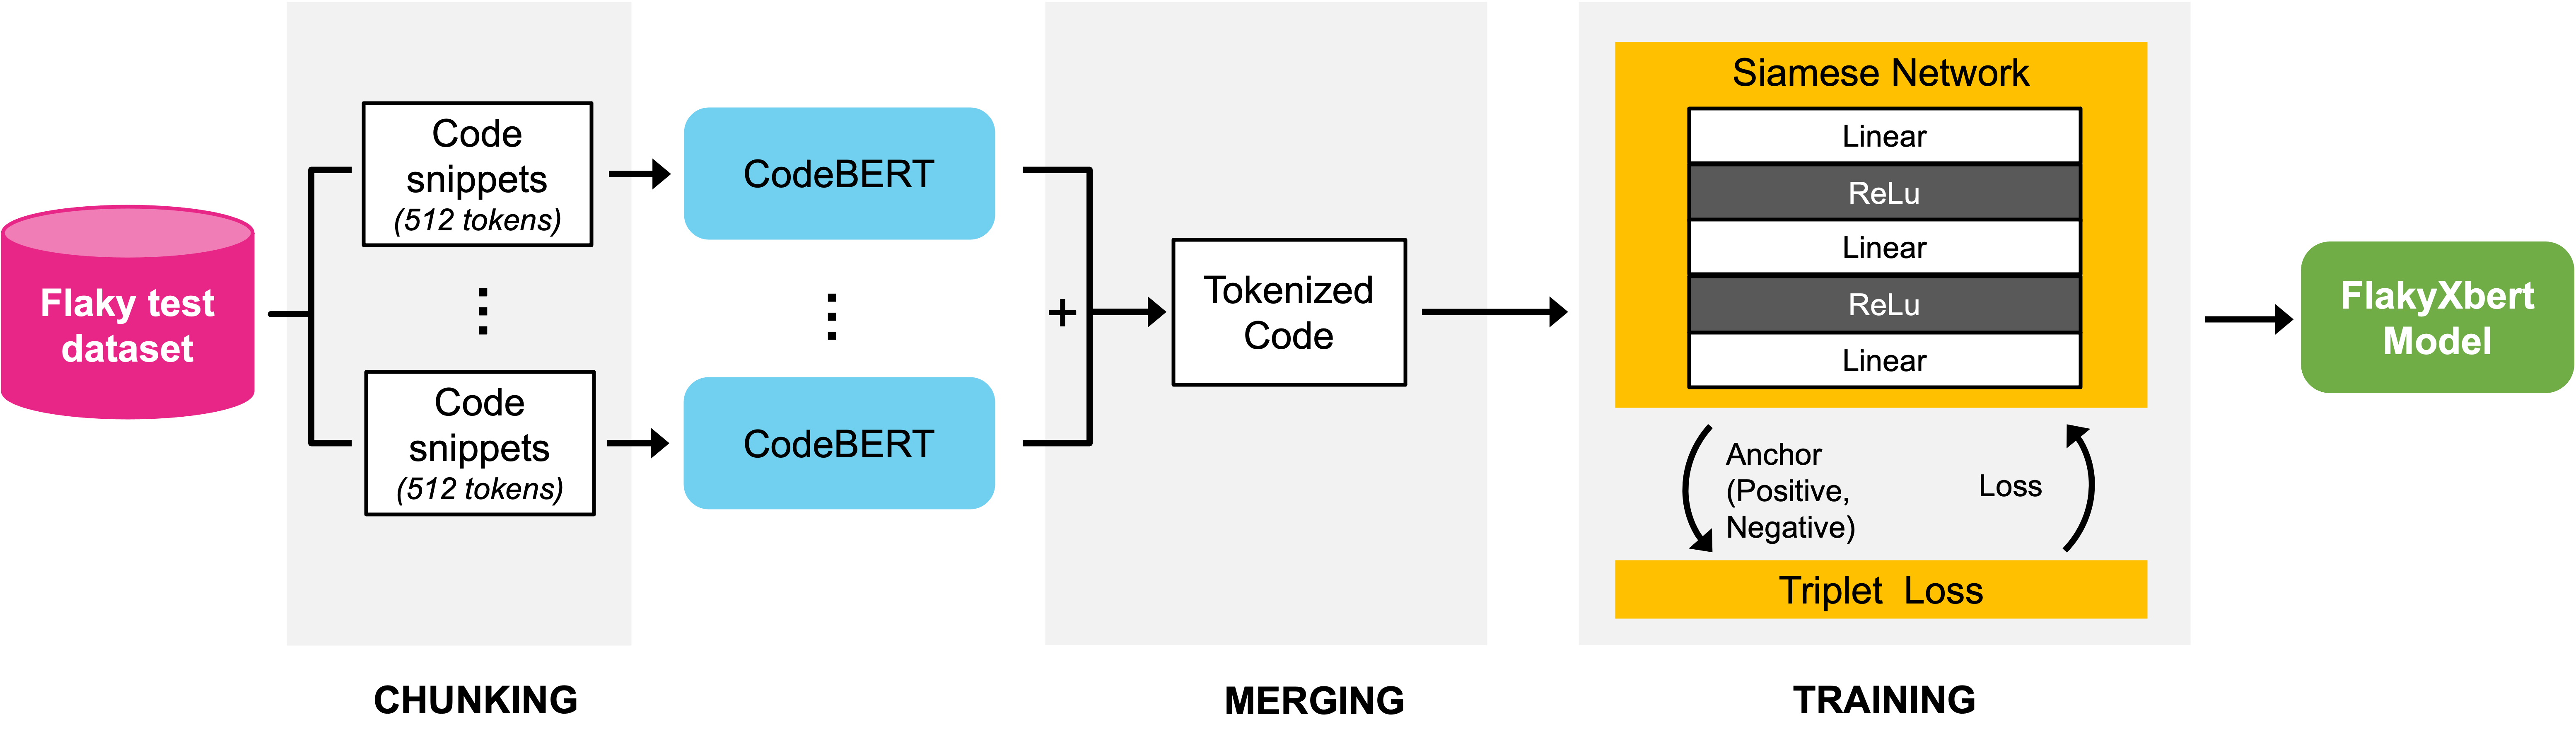 Flaky test
dataset
Code
snippets
(512 tokens)
Code
snippets
(512 tokens)
CHUNKING
CodeBERT
CodeBERT
+
Tokenized
Code
MERGING
Siamese Network
Linear
ReLu
Linear
ReLu
Linear
Anchor
(Positive,
Negative)
Loss
Triplet Loss
TRAINING
FlakyXbert
Model